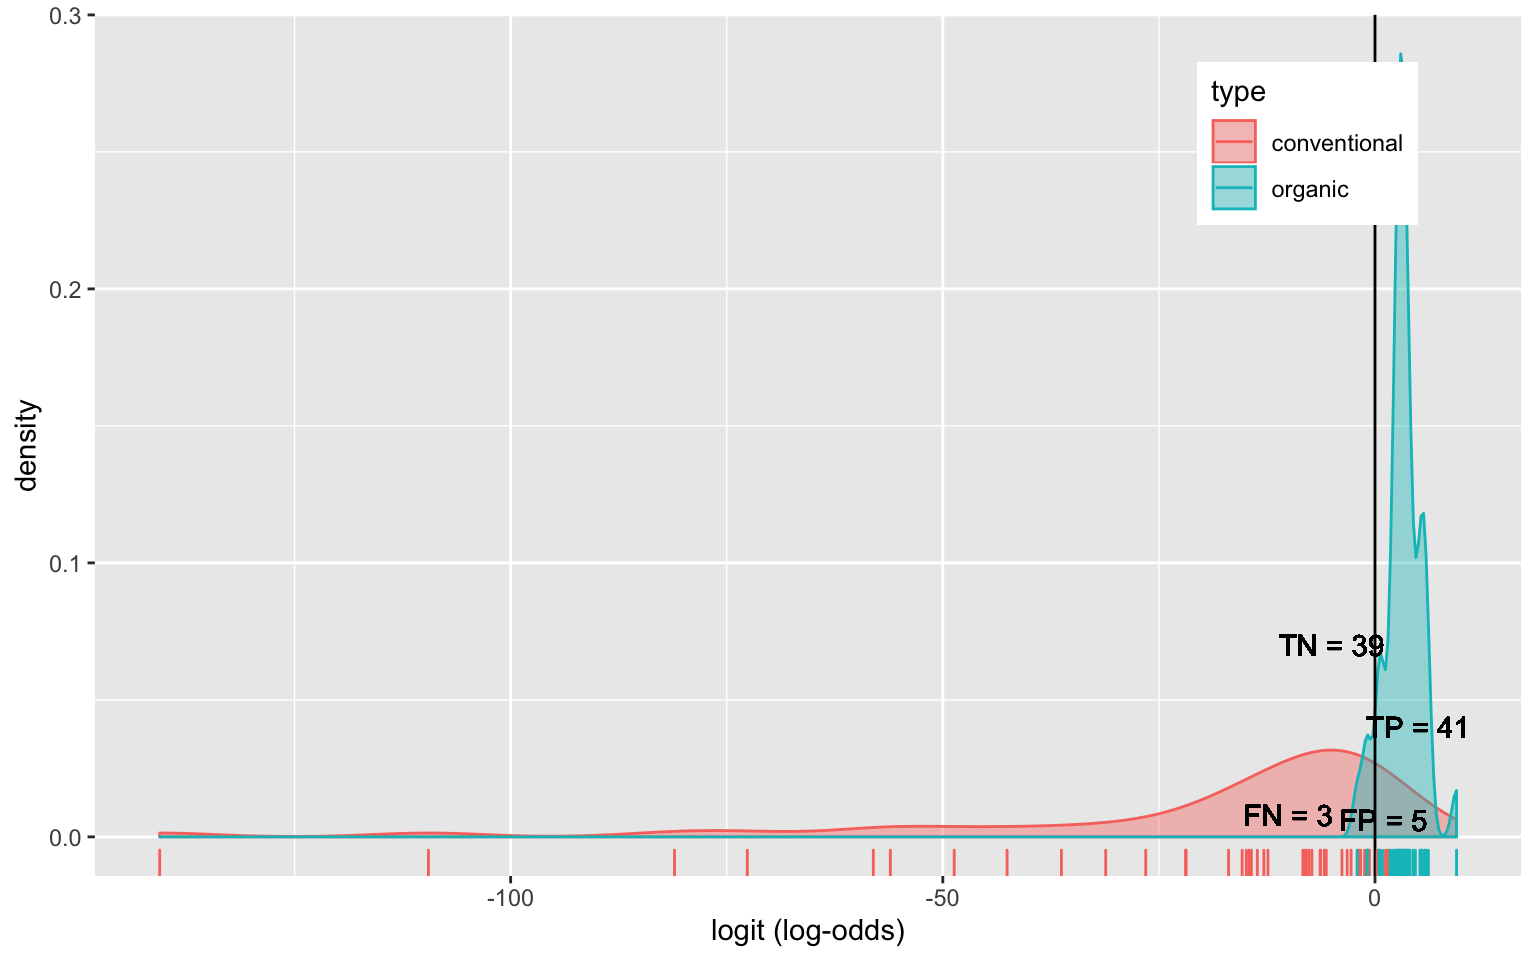 0.3
type
conventional
organic
0.2
density
0.1
TN = 39
TP = 41
FN = 3
FP = 5
0.0
-100
-50
0
logit (log-odds)